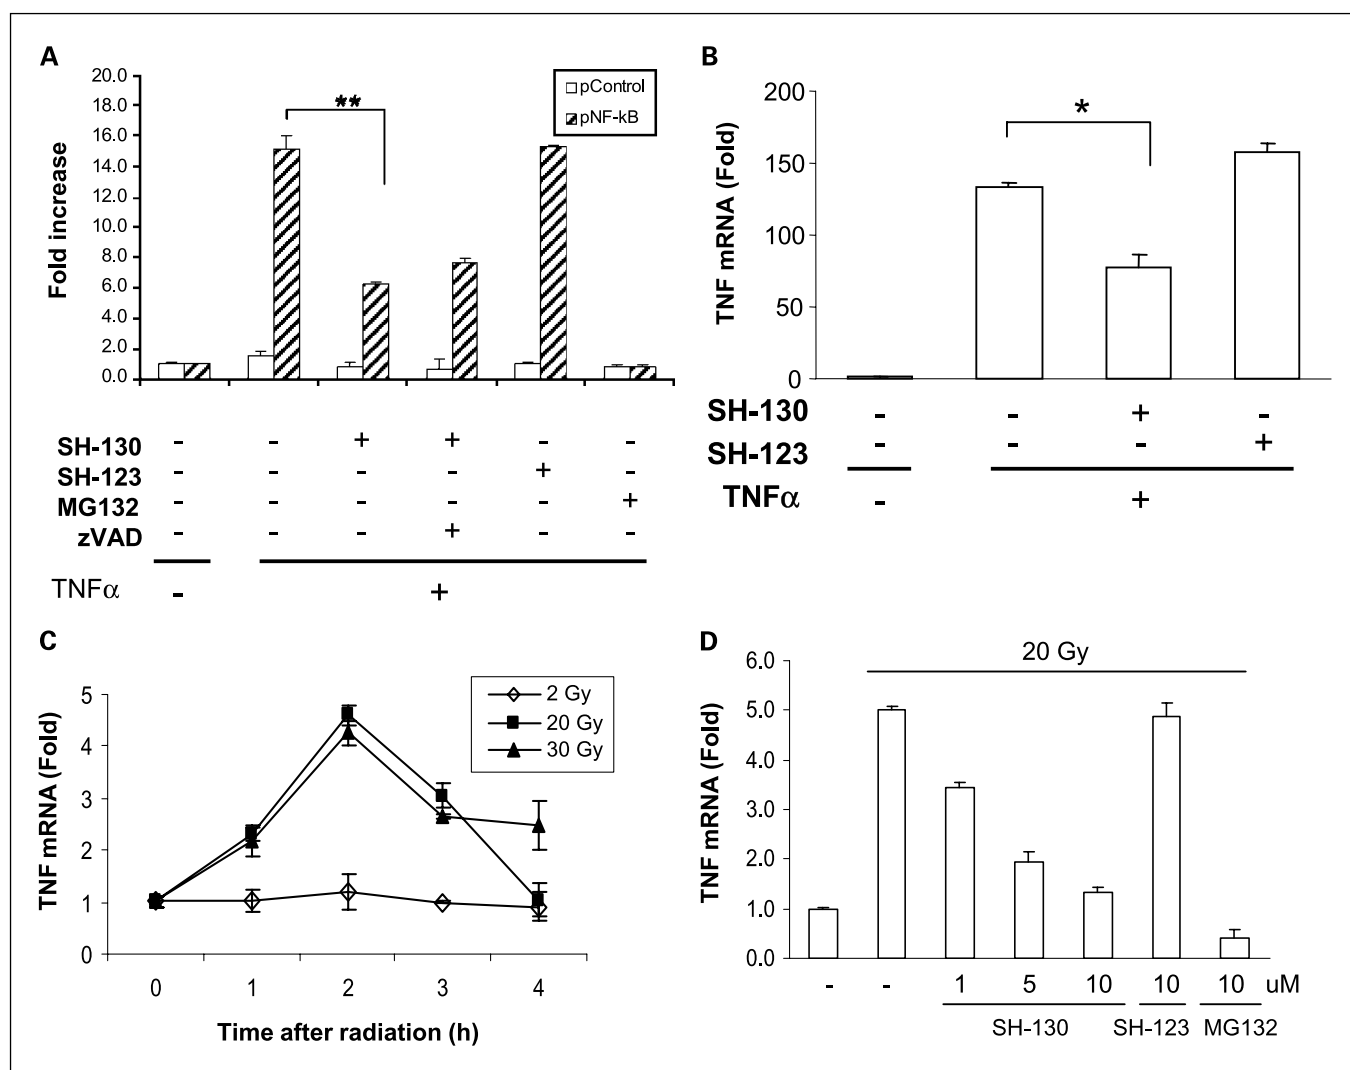 A
20.0
18.0
16.0
14.0
12.0
10.0
8.0
6.0
4.0
2.0
0.0
Fold increase
pControl
pNF-kB
**
SH-130 - - + + - -
SH-123 - - - - + -
MG132 - - - - - +
zVAD - - - + - -
TNFα - +
B
200
150
100
50
0
TNF mRNA (Fold)
*
SH-130 - - + -
SH-123 - - - +
TNFα - +
C
5
4
3
2
1
0
TNF mRNA (Fold)
2 Gy
20 Gy
30 Gy
0 1 2 3 4
Time after radiation (h)
D
20 Gy
6.0
5.0
4.0
3.0
2.0
1.0
0.0
TNF mRNA (Fold)
- - 1 5 10 10 10 uM
SH-130 SH-123 MG132